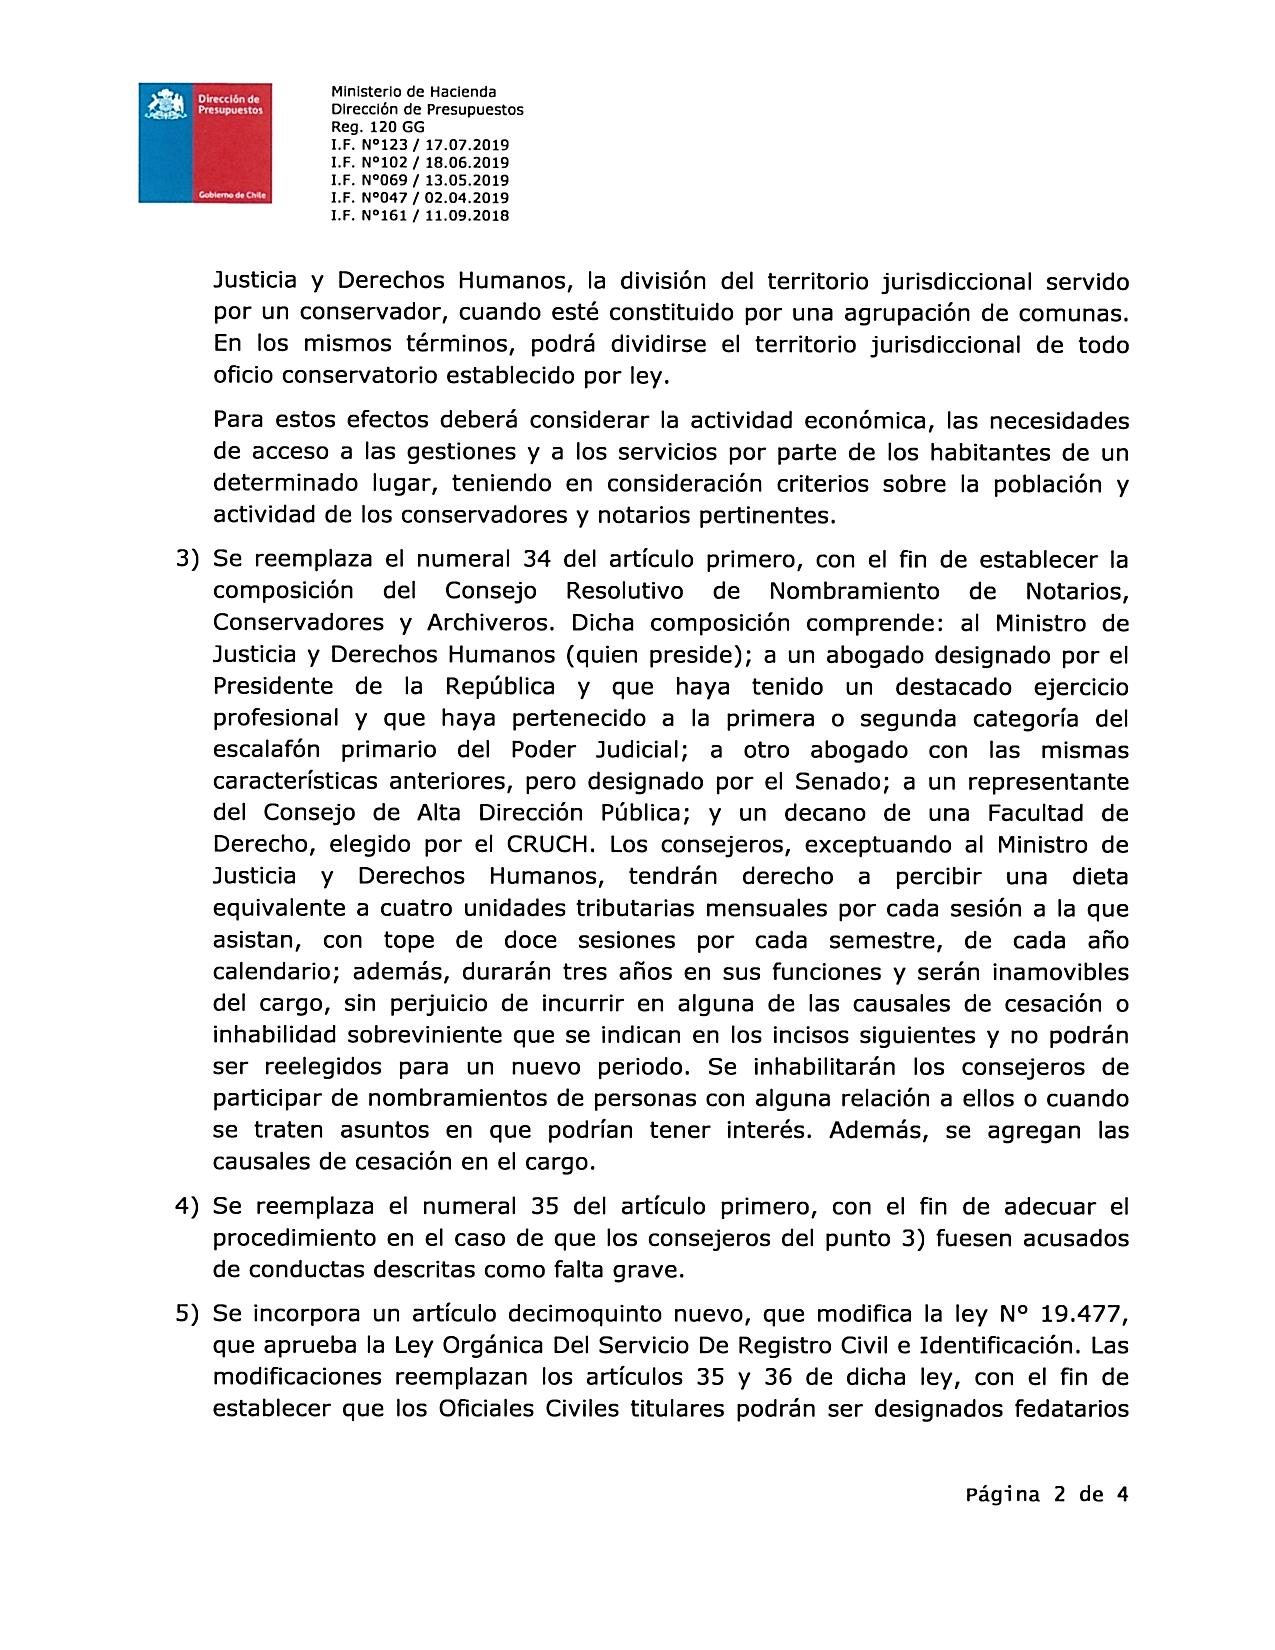 Dirección de
Presupuestos
Gobierno de Chile
Ministerio de Hacienda
Dirección de Presupuestos
Reg. 120 GG
I.F. Nº123 / 17.07.2019
I.F. Nº102 / 18.06.2019
I.F. Nº069 / 13.05.2019
I.F. Nº047 / 02.04.2019
I.F. Nº161 / 11.09.2018
Justicia y Derechos Humanos, la división del territorio jurisdiccional servido
por un conservador, cuando esté constituido por una agrupación de comunas.
En los mismos términos, podrá dividirse el territorio jurisdiccional de todo
oficio conservatorio establecido por ley.
Para estos efectos deberá considerar la actividad económica, las necesidades
de acceso a las gestiones y a los servicios por parte de los habitantes de un
determinado lugar, teniendo en consideración criterios sobre la población y
actividad de los conservadores y notarios pertinentes.
3) Se reemplaza el numeral 34 del artículo primero, con el fin de establecer la
composición del Consejo Resolutivo de Nombramiento de Notarios,
Conservadores y Archiveros. Dicha composición comprende: al Ministro de
Justicia y Derechos Humanos (quien preside); a un abogado designado por el
Presidente de la República y que haya tenido un destacado ejercicio
profesional y que haya pertenecido a la primera o segunda categoría del
escalafón primario del Poder Judicial; a otro abogado con las mismas
características anteriores, pero designado por el Senado; a un representante
del Consejo de Alta Dirección Pública; y un decano de una Facultad de
Derecho, elegido por el CRUCH. Los consejeros, exceptuando al Ministro de
Justicia y Derechos Humanos, tendrán derecho a percibir una dieta
equivalente a cuatro unidades tributarias mensuales por cada sesión a la que
asistan, con tope de doce sesiones por cada semestre, de cada año
calendario; además, durarán tres años en sus funciones y serán inamovibles
del cargo, sin perjuicio de incurrir en alguna de las causales de cesación o
inhabilidad sobreviniente que se indican en los incisos siguientes y no podrán
ser reelegidos para un nuevo periodo. Se inhabilitarán los consejeros de
participar de nombramientos de personas con alguna relación a ellos o cuando
se traten asuntos en que podrían tener interés. Además, se agregan las
causales de cesación en el cargo.
4) Se reemplaza el numeral 35 del artículo primero, con el fin de adecuar el
procedimiento en el caso de que los consejeros del punto 3) fuesen acusados
de conductas descritas como falta grave.
5) Se incorpora un artículo decimoquinto nuevo, que modifica la ley Nº 19.477,
que aprueba la Ley Orgánica Del Servicio De Registro Civil e Identificación. Las
modificaciones reemplazan los artículos 35 y 36 de dicha ley, con el fin de
establecer que los Oficiales Civiles titulares podrán ser designados fedatarios
Página 2 de 4